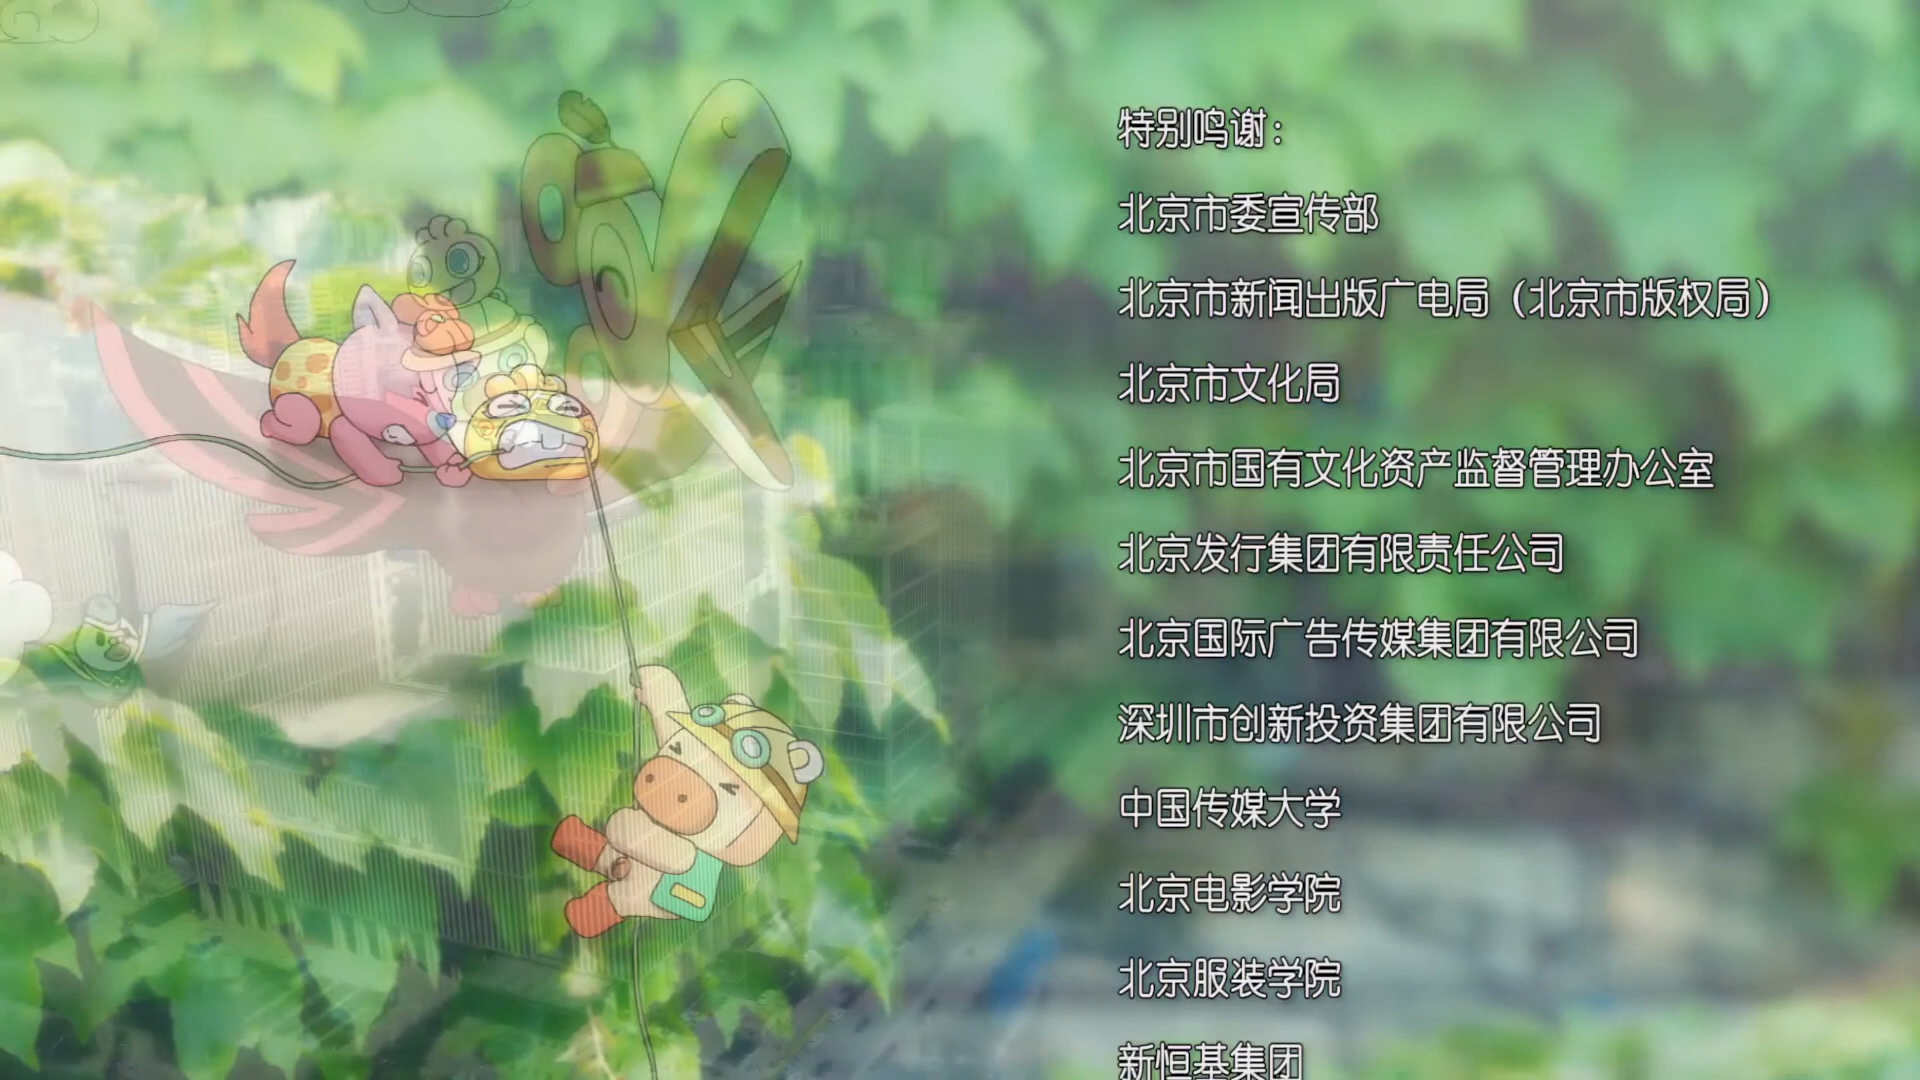 特别鸣谢：
北京市委宣传部
北京市新闻出版广电局（北京市版权局）
北京市文化局
北京市国有文化资产监督管理办公室
北京发行集团有限责任公司
北京国际广告传媒集团有限公司
深圳市创新投资集团有限公司
中国传媒大学
北京电影学院
北京服装学院
新恒基集团